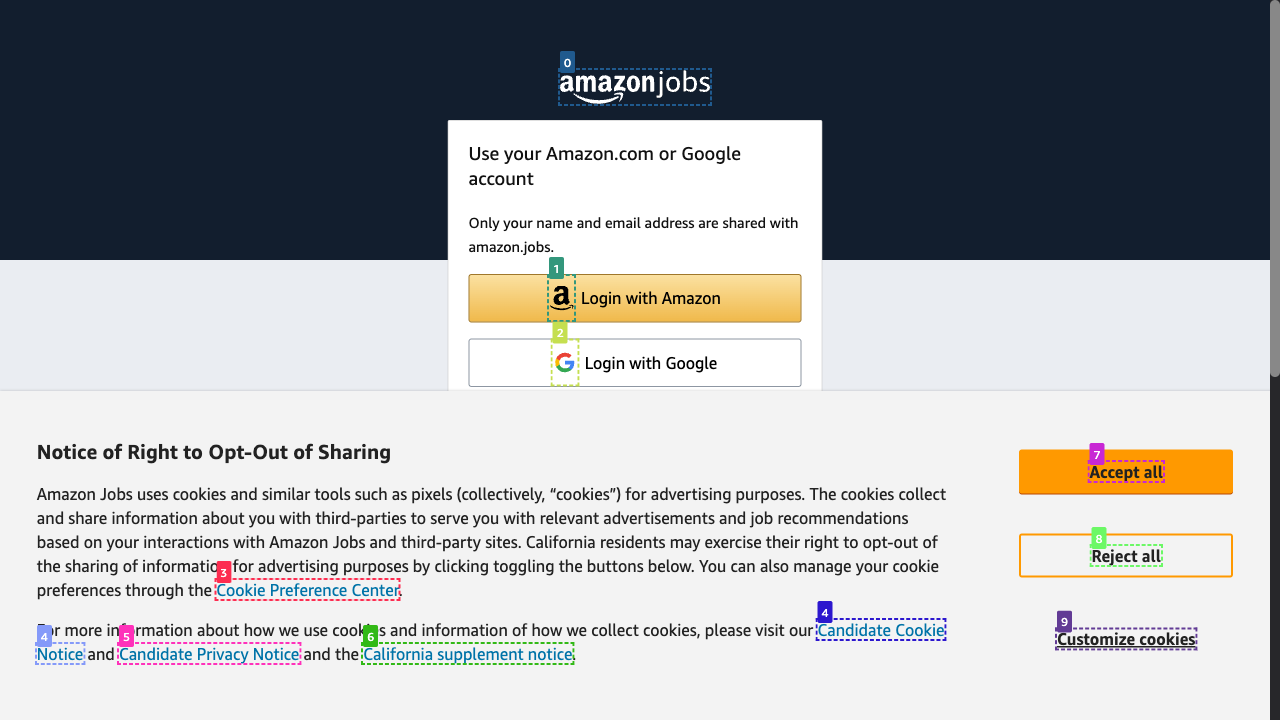 0
amazon jobs
Use your Amazon.com or Google
account
Only your name and email address are shared with
amazon.jobs.
1
a Login with Amazon
2
G Login with Google
Notice of Right to Opt-Out of Sharing
Amazon Jobs uses cookies and similar tools such as pixels (collectively, “cookies”) for advertising purposes. The cookies collect
and share information about you with third-parties to serve you with relevant advertisements and job recommendations
based on your interactions with Amazon Jobs and third-party sites. California residents may exercise their right to opt-out of
the sharing of information for advertising purposes by clicking toggling the buttons below. You can also manage your cookie
3
preferences through the Cookie Preference Center.
4
For more information about how we use cookies and information of how we collect cookies, please visit our Candidate Cookie
4 5 6
Notice and Candidate Privacy Notice and the California supplement notice.
7
Accept all
8
Reject all
9
Customize cookies